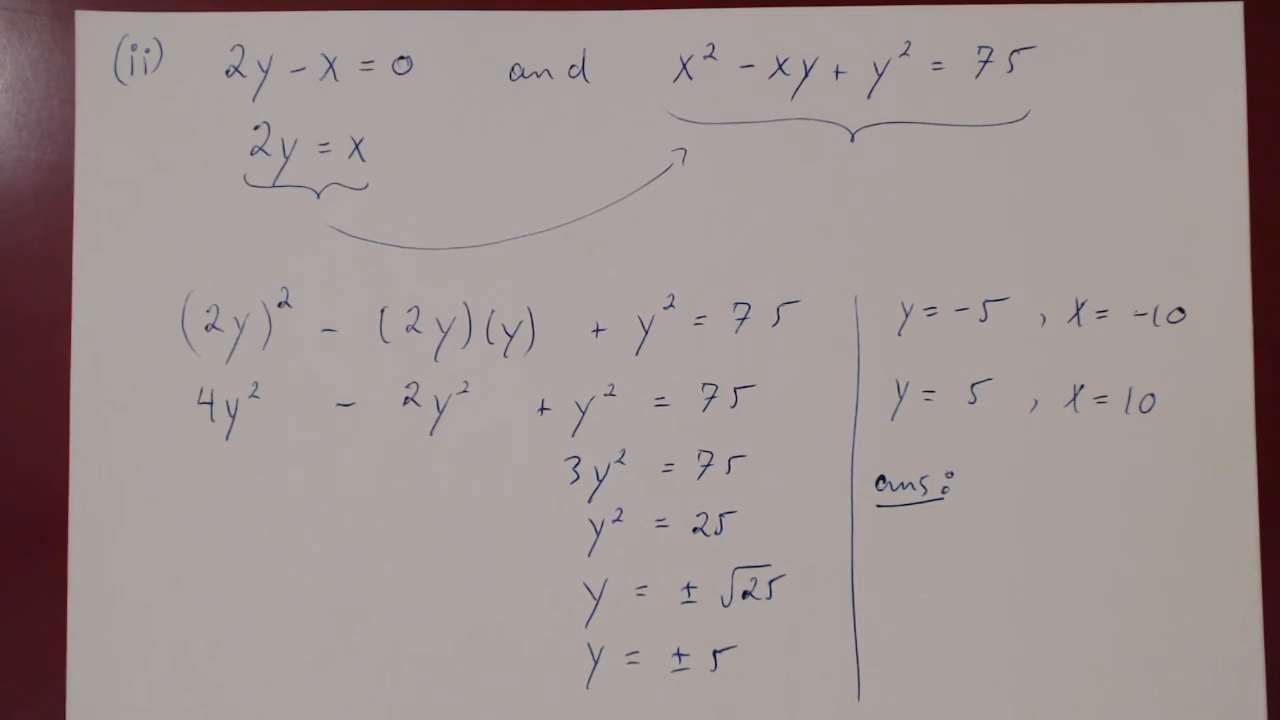 (ii) 2y - x = 0 and x² - xy + y² = 75
2y = x
(2y)² - (2y)(y) + y² = 75
4y² - 2y² + y² = 75
3y² = 75
y² = 25
y = ± √25
y = ± 5
y = -5 , x = -10
y = 5 , x = 10
ans: